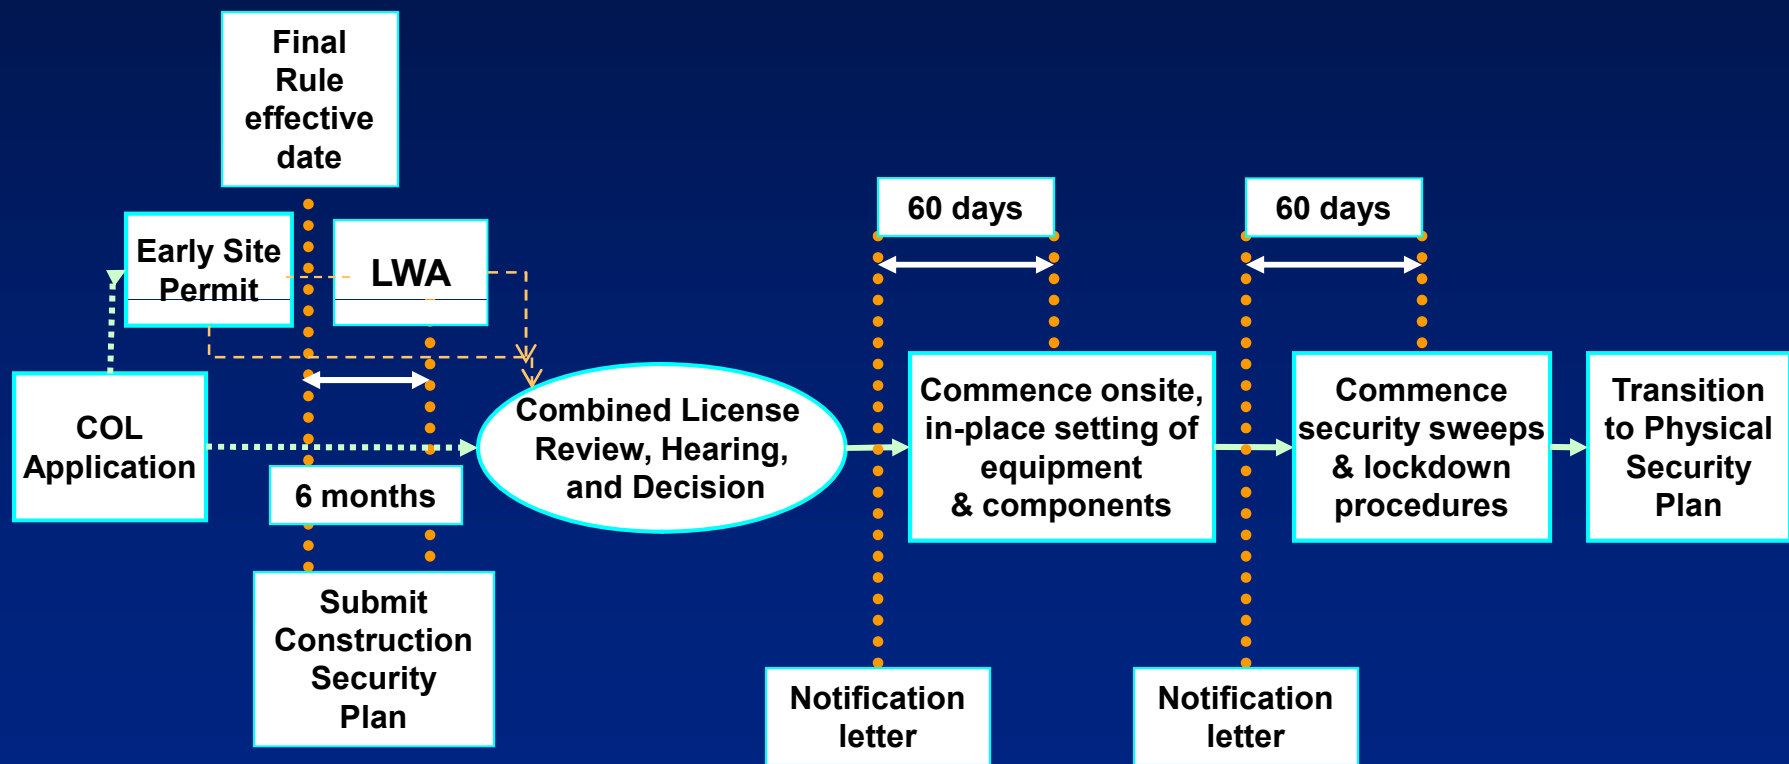 Final
Rule
effective
date
Early Site
Permit
LWA
60 days
60 days
COL
Application
6 months
Combined License
Review, Hearing,
and Decision
Commence onsite,
in-place setting of
equipment
& components
Commence
security sweeps
& lockdown
procedures
Transition
to Physical
Security
Plan
Submit
Construction
Security
Plan
Notification
letter
Notification
letter